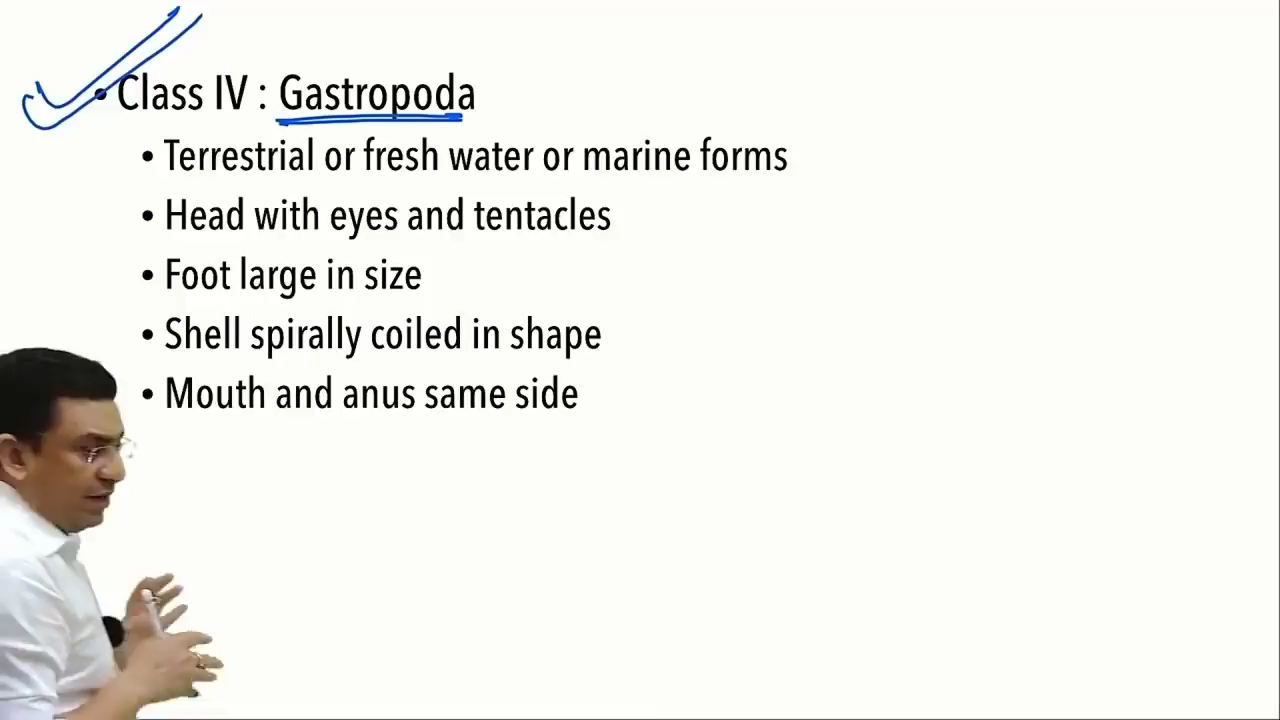 • Class IV : Gastropoda
• Terrestrial or fresh water or marine forms
• Head with eyes and tentacles
• Foot large in size
• Shell spirally coiled in shape
• Mouth and anus same side